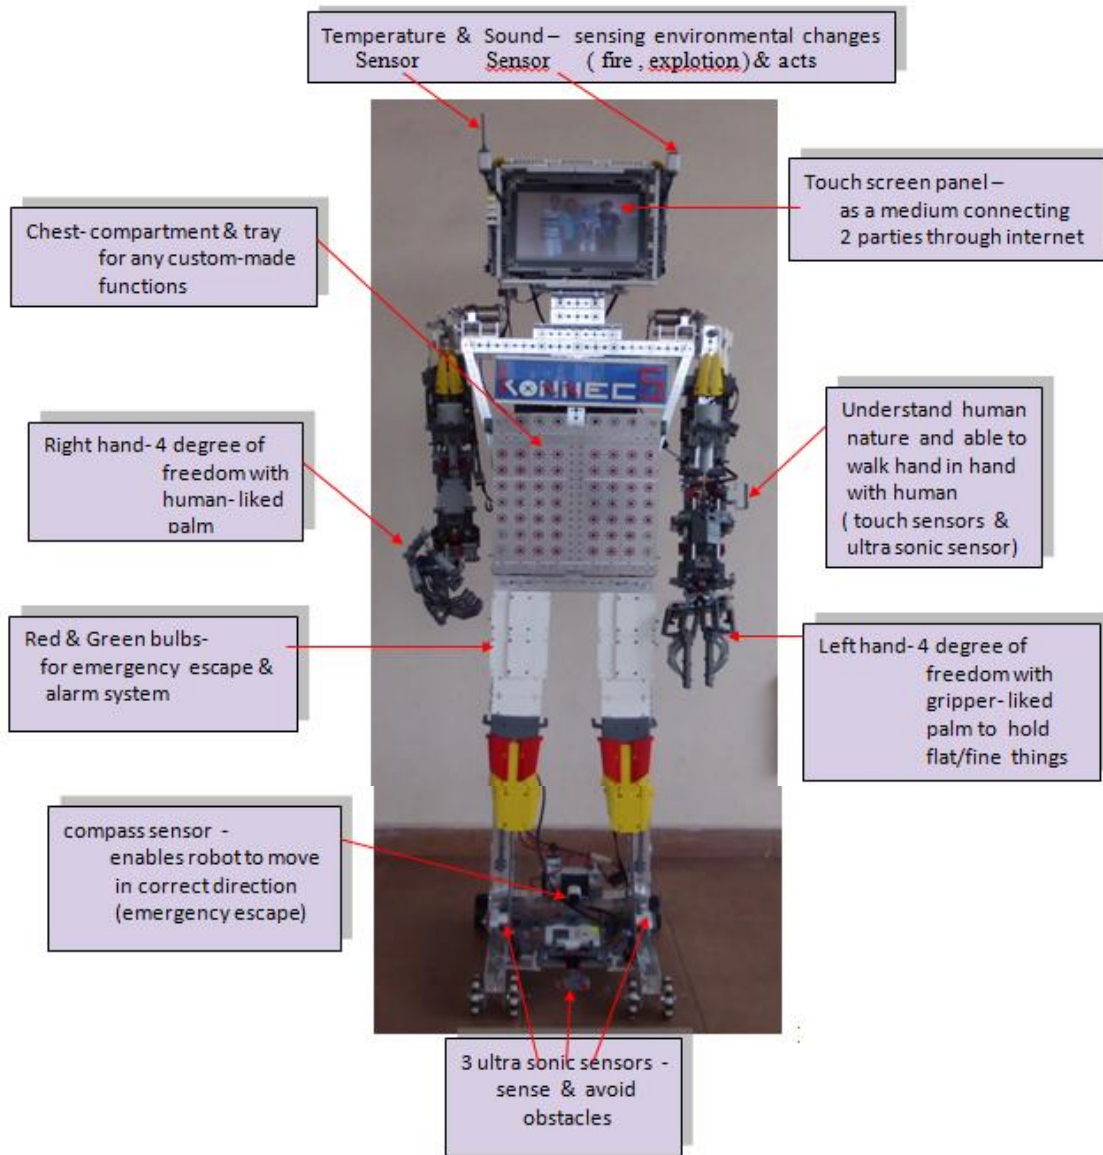 Temperature & Sound – sensing environmental changes
Sensor Sensor ( fire , explotion ) & acts
Touch screen panel –
as a medium connecting
2 parties through internet
Chest- compartment & tray
for any custom-made
functions
KONNECS
Understand human
nature and able to
walk hand in hand
with human
( touch sensors &
ultra sonic sensor)
Right hand- 4 degree of
freedom with
human- liked
palm
Red & Green bulbs-
for emergency escape &
alarm system
Left hand- 4 degree of
freedom with
gripper- liked
palm to hold
flat/fine things
compass sensor -
enables robot to move
in correct direction
(emergency escape)
3 ultra sonic sensors -
sense & avoid
obstacles